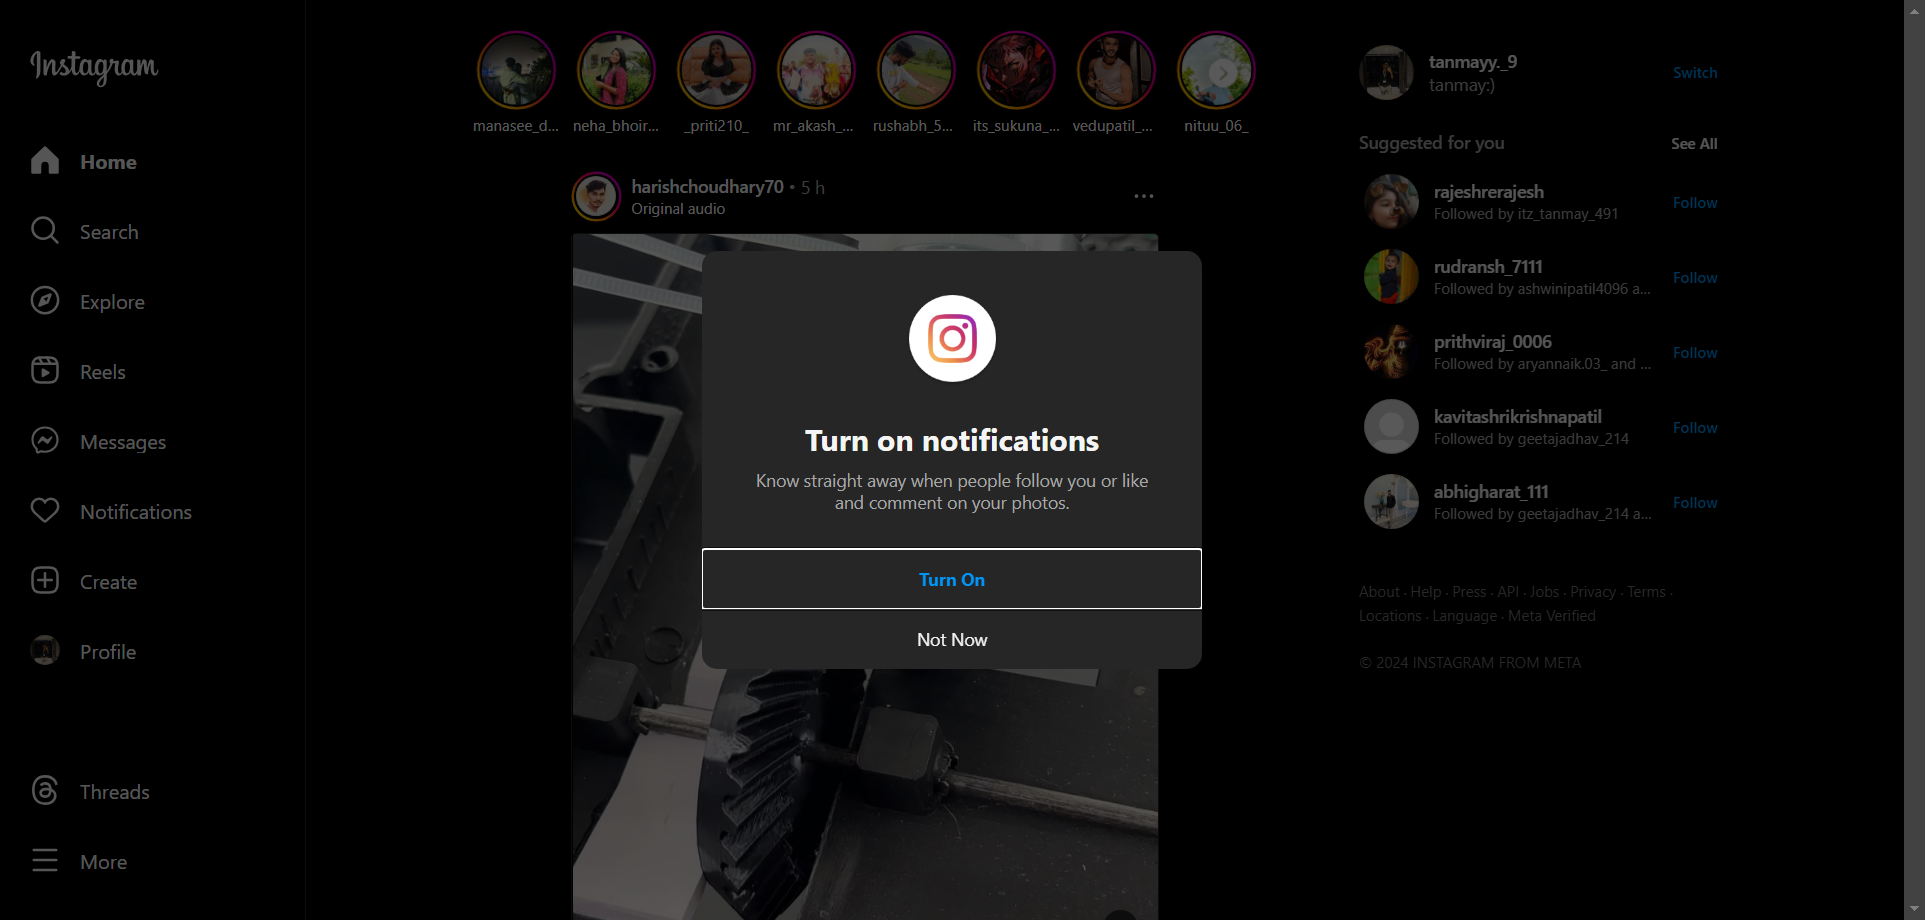 Instagram
Home
Search
Explore
Reels
Messages
Notifications
Create
Profile
Threads
More
manasee_d...
neha_bhoir...
_priti210_
mr_akash_...
rushabh_5...
its_sukuna_...
vedupatil_...
nituu_06_
harishchoudhary70 • 5 h
Original audio
Turn on notifications
Know straight away when people follow you or like
and comment on your photos.
Turn On
Not Now
tanmayy._9
tanmay:)
Switch
Suggested for you
See All
rajeshrerajesh
Followed by itz_tanmay_491
Follow
rudransh_7111
Followed by ashwinipatil4096 a...
Follow
prithviraj_0006
Followed by aryannaik.03_ and ...
Follow
kavitashrikrishnapatil
Followed by geetajadhav_214
Follow
abhigharat_111
Followed by geetajadhav_214 a...
Follow
About · Help · Press · API · Jobs · Privacy · Terms ·
Locations · Language · Meta Verified
© 2024 INSTAGRAM FROM META